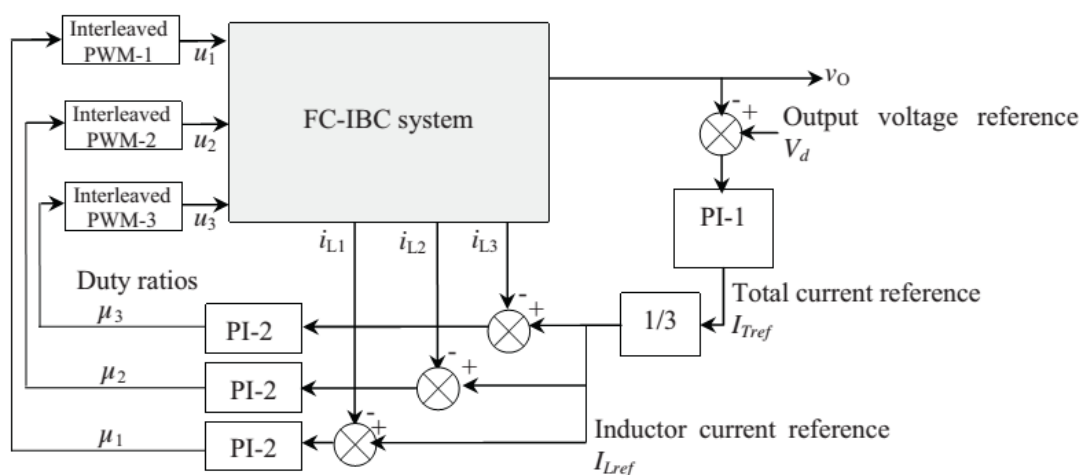 Interleaved
PWM-1
u1
Interleaved
PWM-2
u2
Interleaved
PWM-3
u3
FC-IBC system
vO
-
+
Output voltage reference
Vd
PI-1
iL1
iL2
iL3
Duty ratios
Total current reference
ITref
1/3
-
+
μ3
PI-2
-
+
μ2
PI-2
-
+
μ1
PI-2
Inductor current reference
ILref